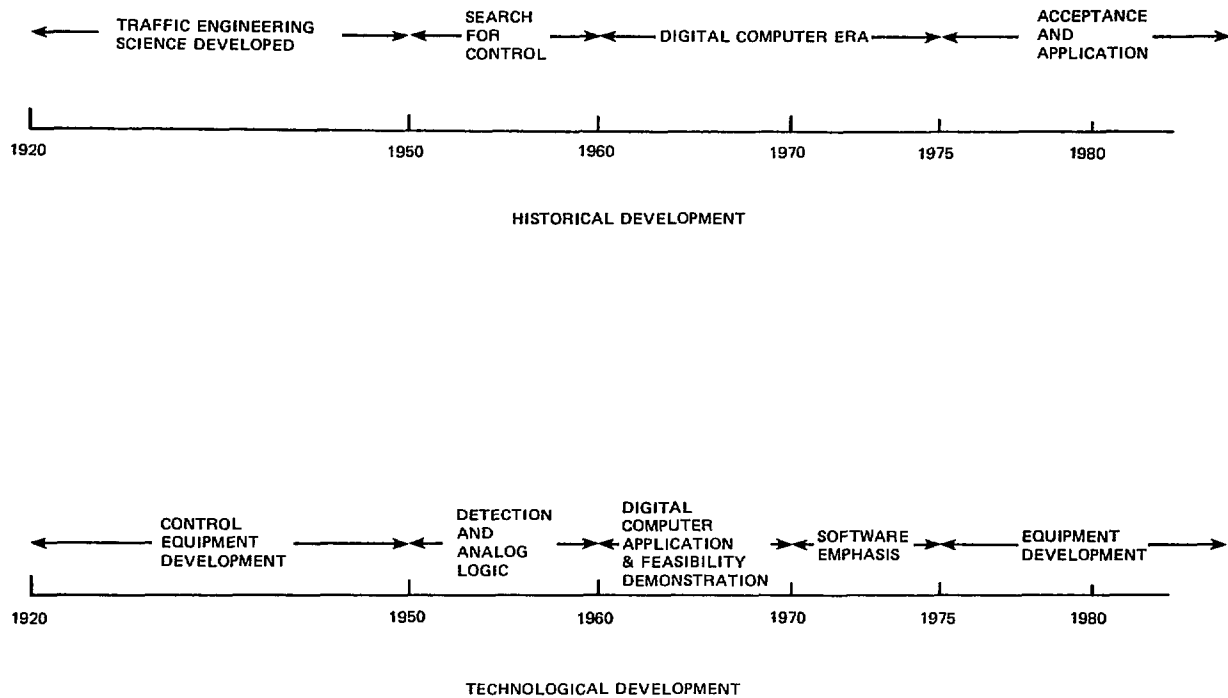 TRAFFIC ENGINEERING
SCIENCE DEVELOPED
SEARCH
FOR
CONTROL
DIGITAL COMPUTER ERA
ACCEPTANCE
AND
APPLICATION
1920
1950
1960
1970
1975
1980
HISTORICAL DEVELOPMENT
CONTROL
EQUIPMENT
DEVELOPMENT
DETECTION
AND
ANALOG
LOGIC
DIGITAL
COMPUTER
APPLICATION
& FEASIBILITY
DEMONSTRATION
SOFTWARE
EMPHASIS
EQUIPMENT
DEVELOPMENT
1920
1950
1960
1970
1975
1980
TECHNOLOGICAL DEVELOPMENT